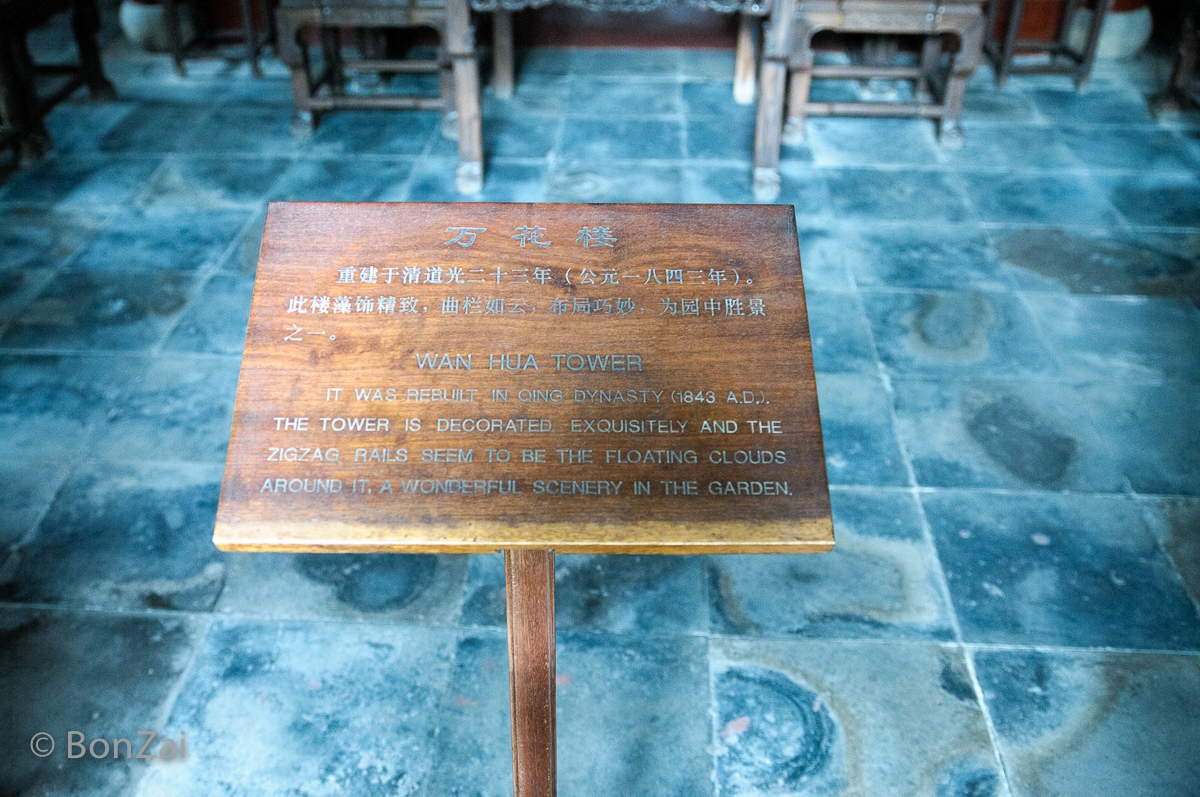 万花楼
重建于清道光二十三年（公元一八四三年）。
此楼藻饰精致，曲栏如云，布局巧妙，为园中胜景
之一。
WAN HUA TOWER
IT WAS REBUILT IN QING DYNASTY (1843 A.D.).
THE TOWER IS DECORATED EXQUISITELY AND THE
ZIGZAG RAILS SEEM TO BE THE FLOATING CLOUDS
AROUND IT, A WONDERFUL SCENERY IN THE GARDEN.
© BonZai